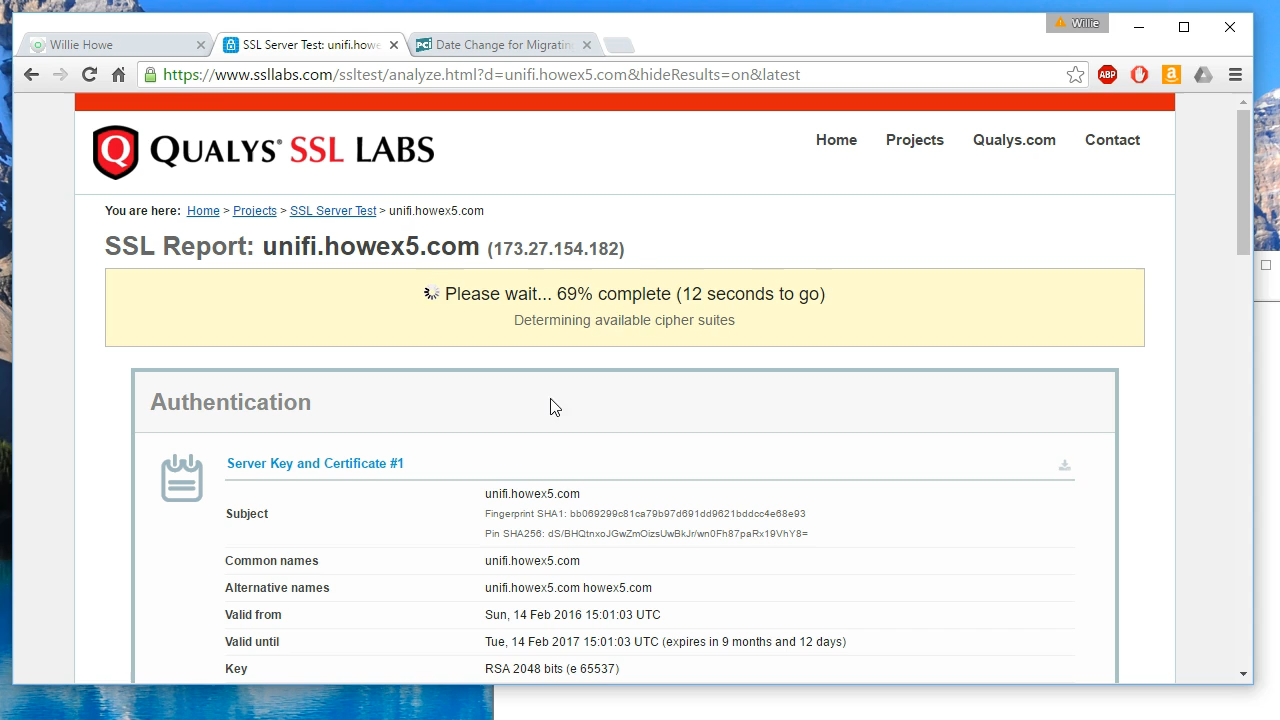 Willie
Willie Howe
SSL Server Test: unifi.howe
PCI Date Change for Migratin
https://www.ssllabs.com/ssltest/analyze.html?d=unifi.howex5.com&hideResults=on&latest
ABP
a
Q QUALYS® SSL LABS
Home Projects Qualys.com Contact
You are here: Home > Projects > SSL Server Test > unifi.howex5.com
SSL Report: unifi.howex5.com (173.27.154.182)
Please wait... 69% complete (12 seconds to go)
Determining available cipher suites
Authentication
Server Key and Certificate #1
Subject
unifi.howex5.com
Fingerprint SHA1: bb069299c81ca79b97d691dd9621bddcc4e68e93
Pin SHA256: dS/BHQtnxoJGwZmOizsUwBkJr/wn0Fh87paRx19VhY8=
Common names unifi.howex5.com
Alternative names unifi.howex5.com howex5.com
Valid from Sun, 14 Feb 2016 15:01:03 UTC
Valid until Tue, 14 Feb 2017 15:01:03 UTC (expires in 9 months and 12 days)
Key RSA 2048 bits (e 65537)